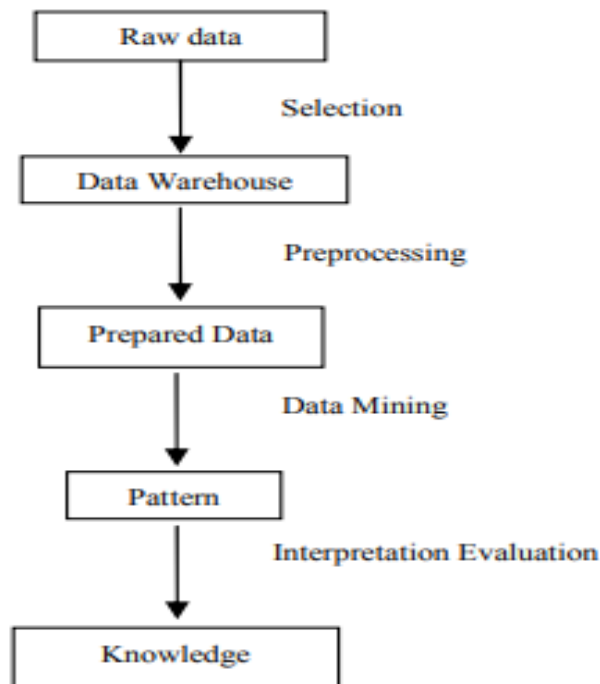 Raw data
Selection
Data Warehouse
Preprocessing
Prepared Data
Data Mining
Pattern
Interpretation Evaluation
Knowledge